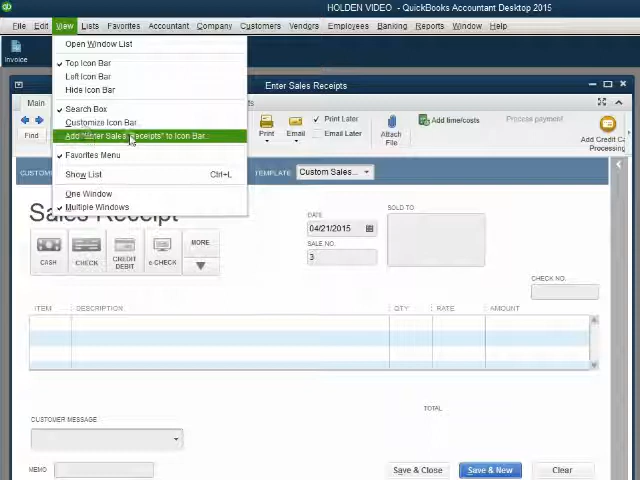 HOLDEN VIDEO - QuickBooks Accountant Desktop 2015
File Edit View Lists Favorites Accountant Company Customers Vendors Employees Banking Reports Window Help
Open Window List
Top Icon Bar
Left Icon Bar
Hide Icon Bar
Search Box
Customize Icon Bar...
Add "Enter Sales Receipts" to Icon Bar...
Favorites Menu
Show List Ctrl+L
One Window
Multiple Windows
Invoice
Enter Sales Receipts
Main
Find
Print
Email
Print Later
Email Later
Attach File
Add time/costs
Process payment
Add Credit Ca
Processing
TEMPLATE Custom Sales...
Sales Receipt
DATE
04/21/2015
SALE NO.
3
SOLD TO
CASH
CHECK
CREDIT DEBIT
e-CHECK
MORE
CHECK NO.
ITEM DESCRIPTION QTY RATE AMOUNT
TOTAL
CUSTOMER MESSAGE
MEMO
Save & Close Save & New Clear